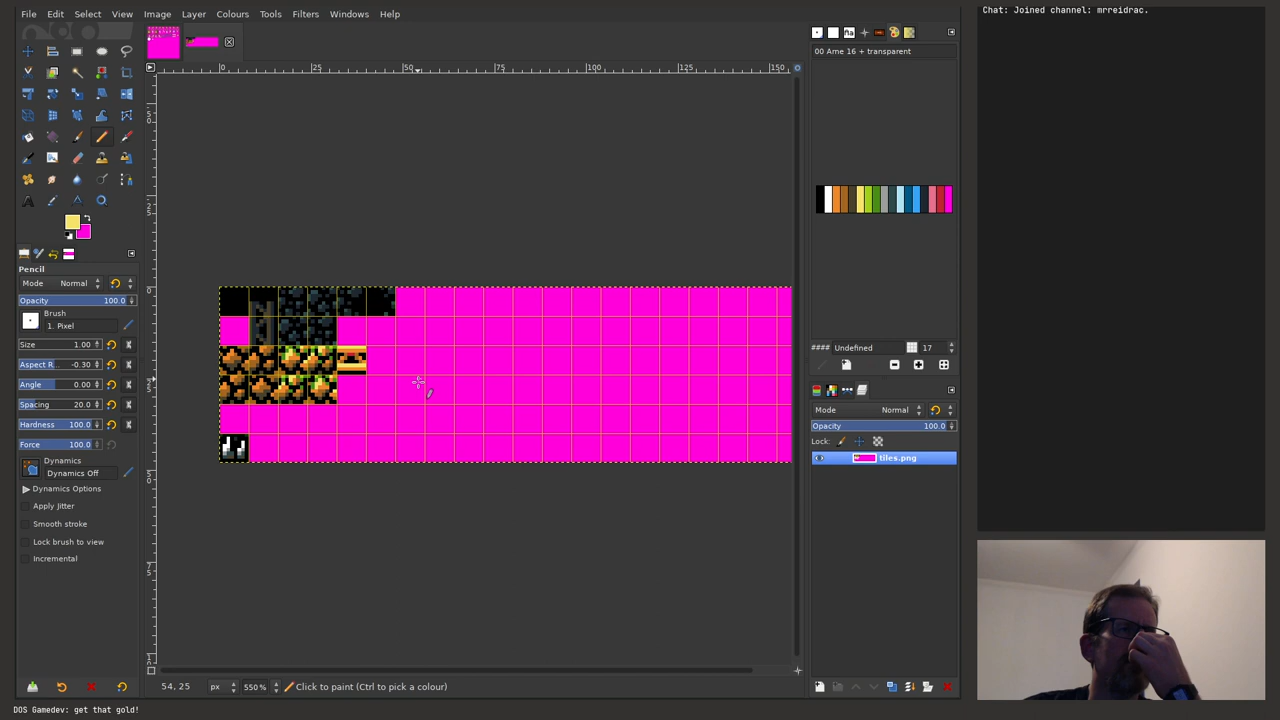 File Edit Select View Image Layer Colours Tools Filters Windows Help
Chat: Joined channel: mrreidrac.
00 Ame 16 + transparent
0 25 50 75 100 125 150
Pencil
Mode Normal
Opacity 100.0
Brush
1. Pixel
Size 1.00
Aspect R... -0.30
Angle 0.00
Spacing 20.0
Hardness 100.0
Force 100.0
Dynamics
Dynamics Off
Dynamics Options
Apply Jitter
Smooth stroke
Lock brush to view
Incremental
#### Undefined 17
Mode Normal
Opacity 100.0
Lock:
tiles.png
54, 25 px 550 % Click to paint (Ctrl to pick a colour)
DOS Gamedev: get that gold!